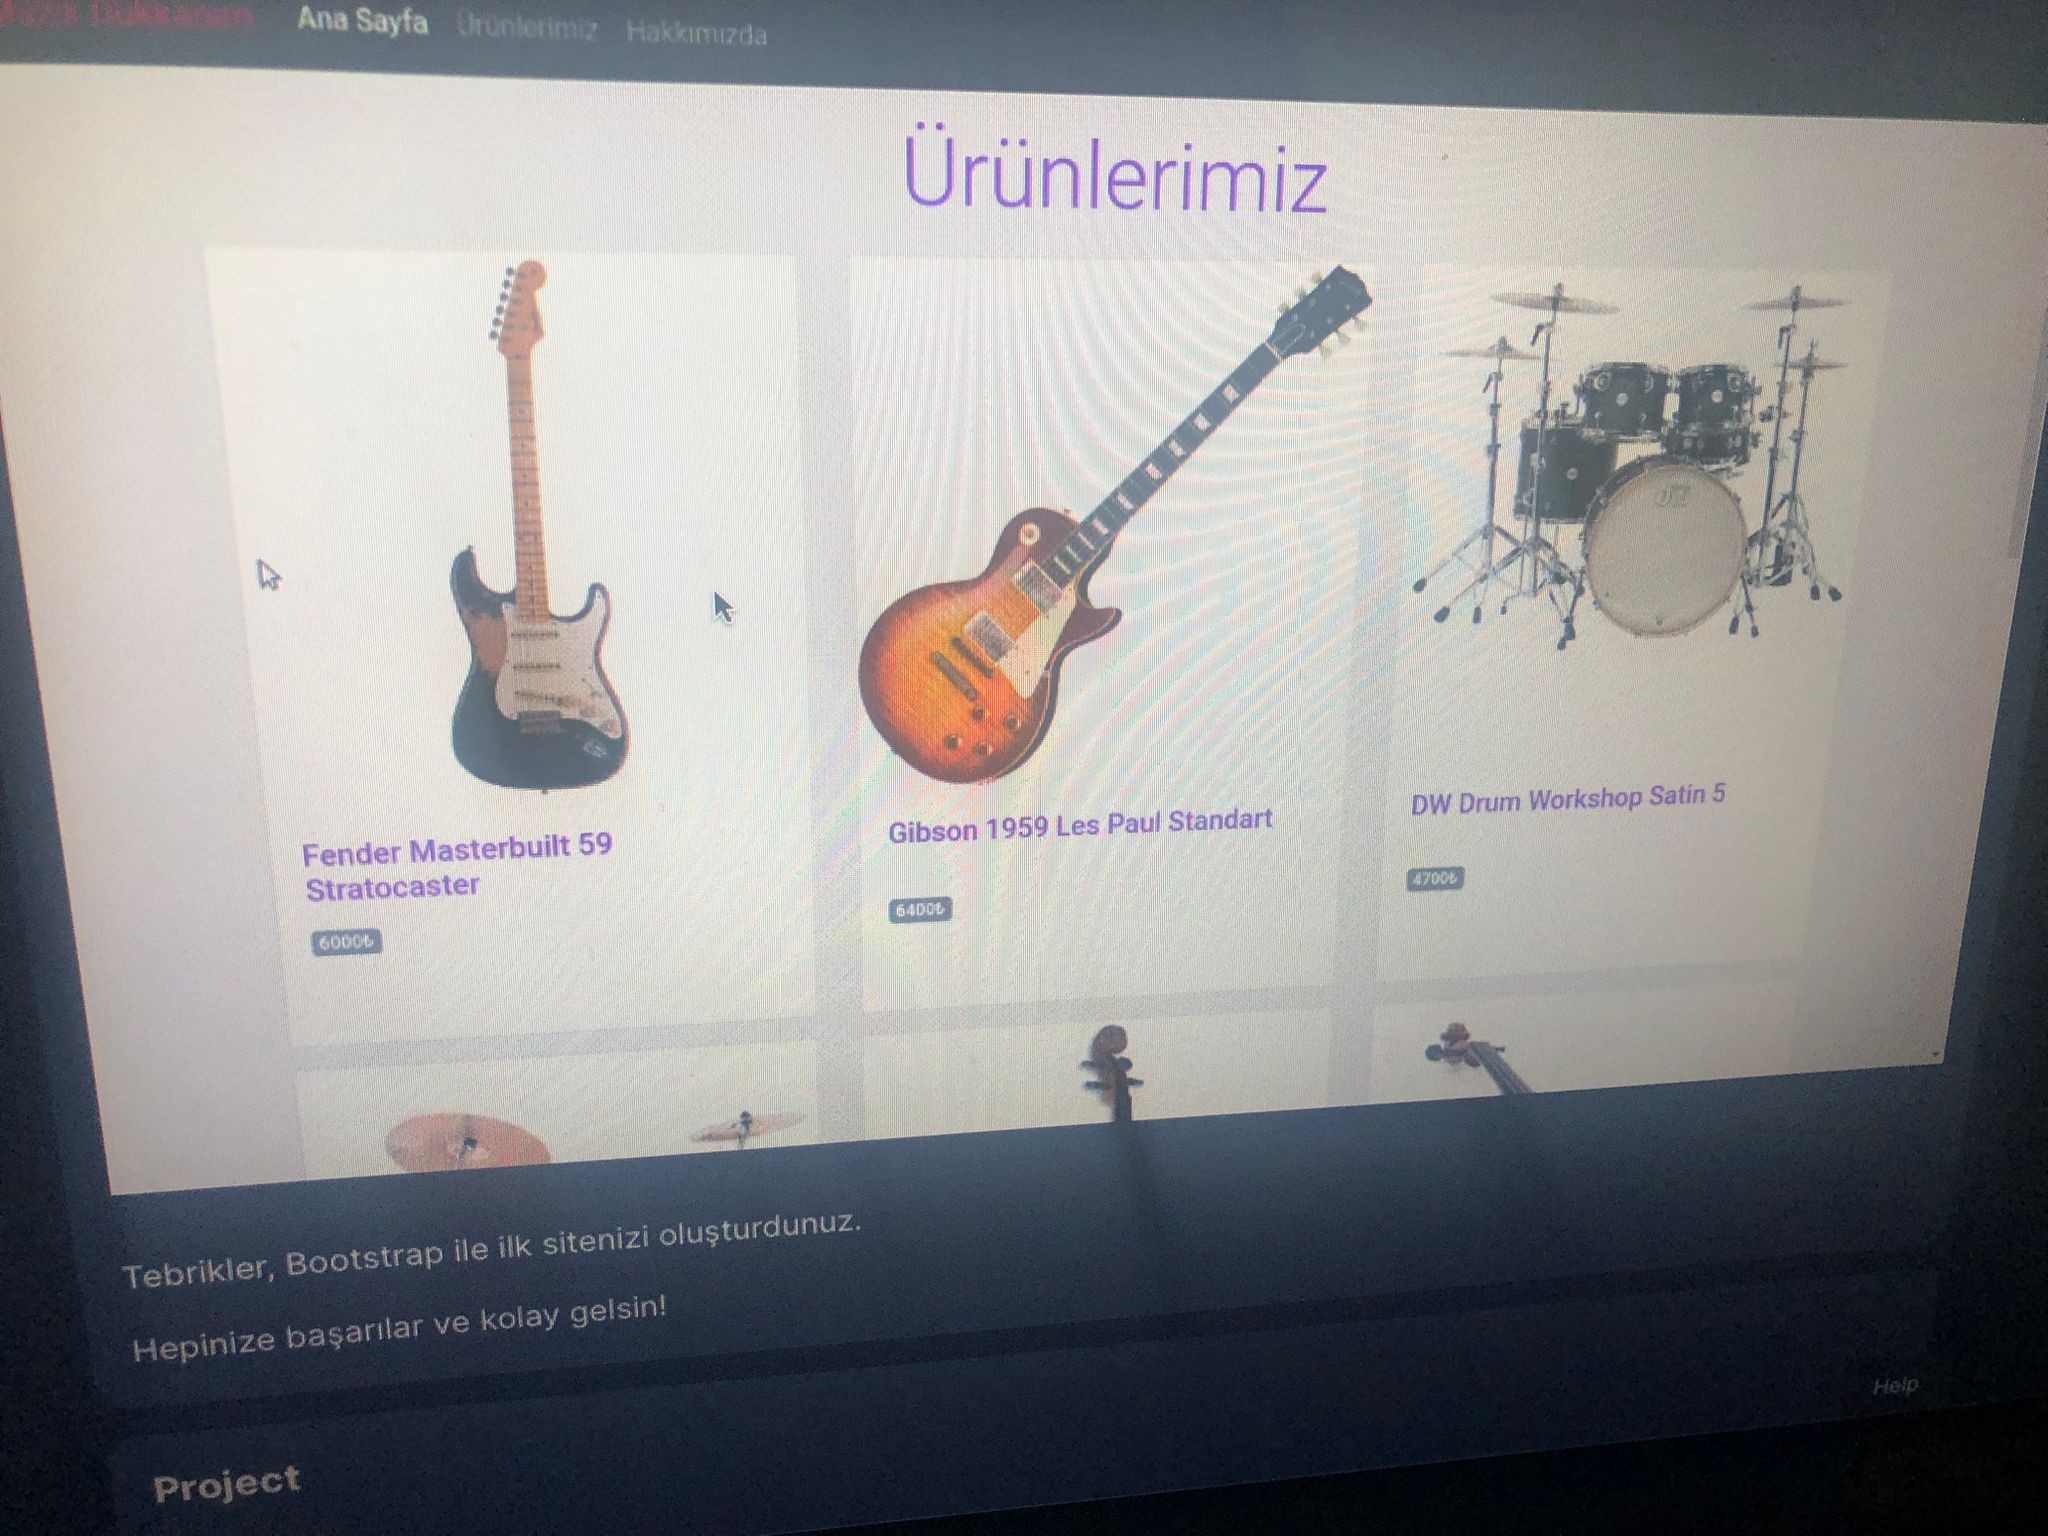 Ana Sayfa Ürünlerimiz Hakkımızda
Ürünlerimiz
Fender Masterbuilt 59
Stratocaster
6000₺
Gibson 1959 Les Paul Standart
6400₺
DW Drum Workshop Satin 5
4700₺
Tebrikler, Bootstrap ile ilk sitenizi oluşturdunuz.
Hepinize başarılar ve kolay gelsin!
Help
Project